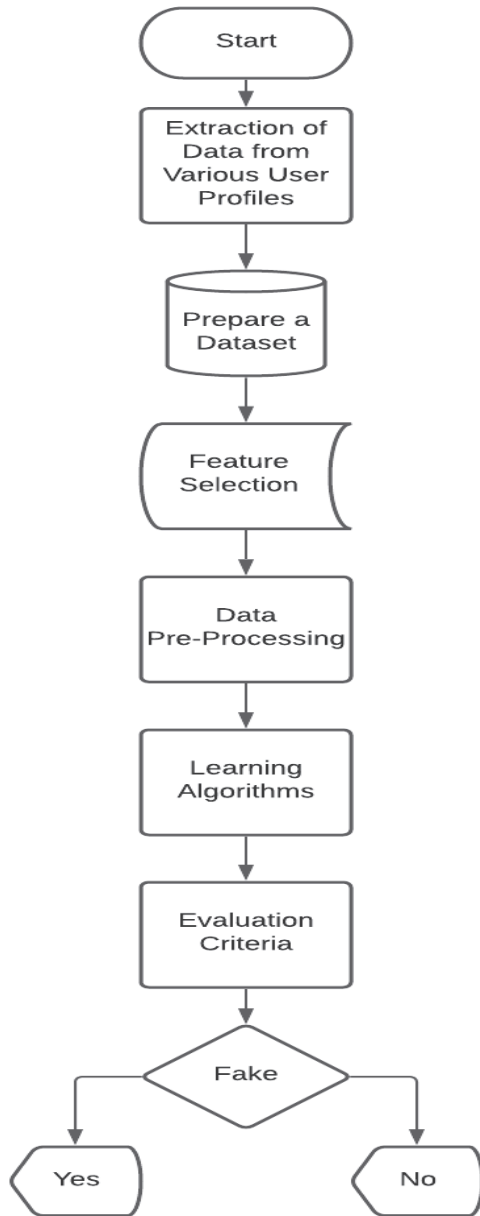 Start
Extraction of
Data from
Various User
Profiles
Prepare a
Dataset
Feature
Selection
Data
Pre-Processing
Learning
Algorithms
Evaluation
Criteria
Fake
Yes
No